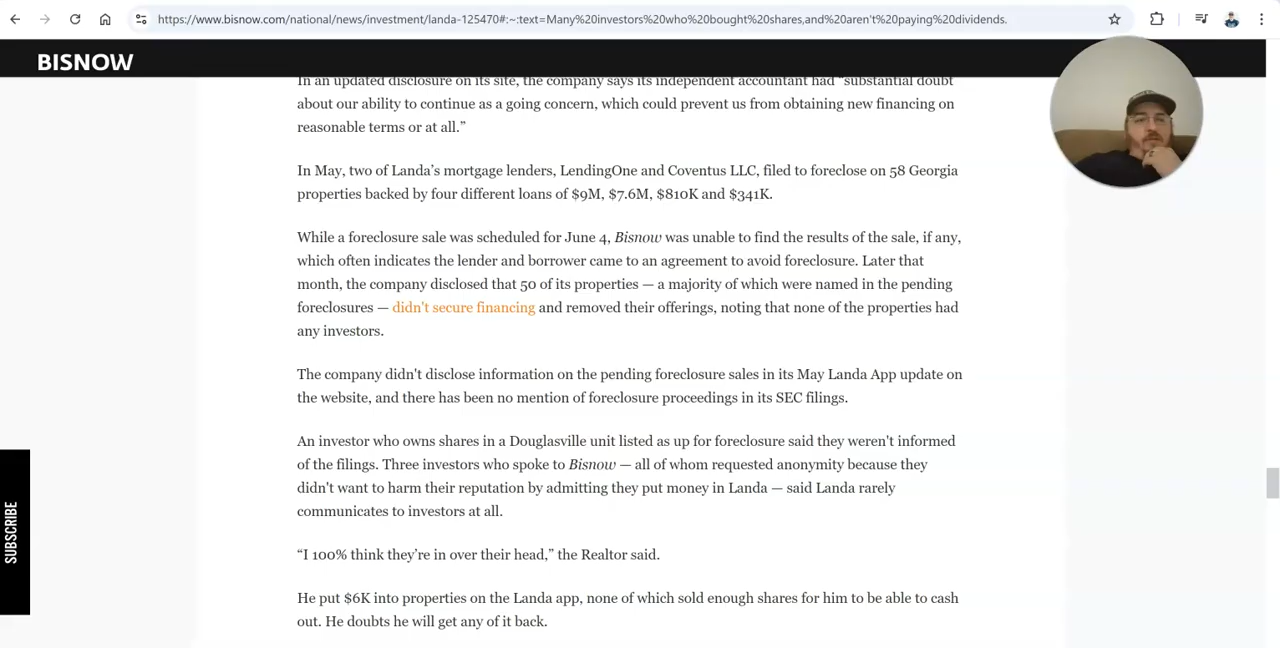 https://www.bisnow.com/national/news/investment/landa-125470#:~:text=Many%20investors%20who%20bought%20shares,and%20aren't%20paying%20dividends.
BISNOW
In an updated disclosure on its site, the company says its independent accountant had “substantial doubt
about our ability to continue as a going concern, which could prevent us from obtaining new financing on
reasonable terms or at all.”
In May, two of Landa’s mortgage lenders, LendingOne and Coventus LLC, filed to foreclose on 58 Georgia
properties backed by four different loans of $9M, $7.6M, $810K and $341K.
While a foreclosure sale was scheduled for June 4, Bisnow was unable to find the results of the sale, if any,
which often indicates the lender and borrower came to an agreement to avoid foreclosure. Later that
month, the company disclosed that 50 of its properties — a majority of which were named in the pending
foreclosures — didn't secure financing and removed their offerings, noting that none of the properties had
any investors.
The company didn't disclose information on the pending foreclosure sales in its May Landa App update on
the website, and there has been no mention of foreclosure proceedings in its SEC filings.
An investor who owns shares in a Douglasville unit listed as up for foreclosure said they weren't informed
of the filings. Three investors who spoke to Bisnow — all of whom requested anonymity because they
didn't want to harm their reputation by admitting they put money in Landa — said Landa rarely
communicates to investors at all.
“I 100% think they’re in over their head,” the Realtor said.
He put $6K into properties on the Landa app, none of which sold enough shares for him to be able to cash
out. He doubts he will get any of it back.
SUBSCRIBE